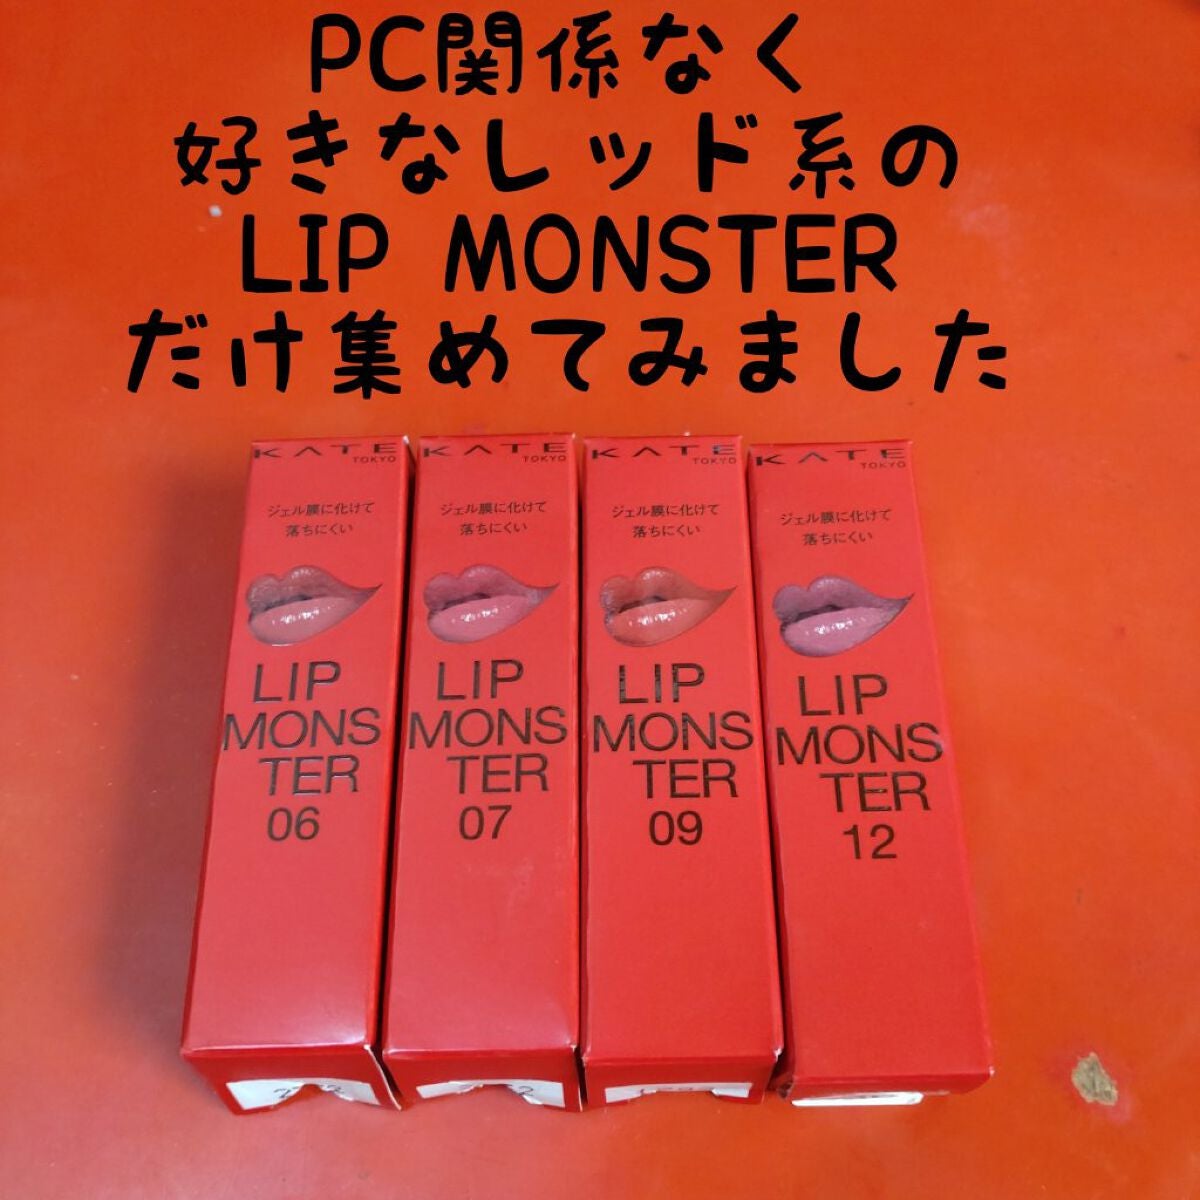 PC関係なく
好きなレッド系の
LIP MONSTER
だけ集めてみました
KATE
TOKYO
ジェル膜に化けて
落ちにくい
LIP
MONS
TER
06
KATE
TOKYO
ジェル膜に化けて
落ちにくい
LIP
MONS
TER
07
KATE
TOKYO
ジェル膜に化けて
落ちにくい
LIP
MONS
TER
09
KATE
TOKYO
ジェル膜に化けて
落ちにくい
LIP
MONS
TER
12